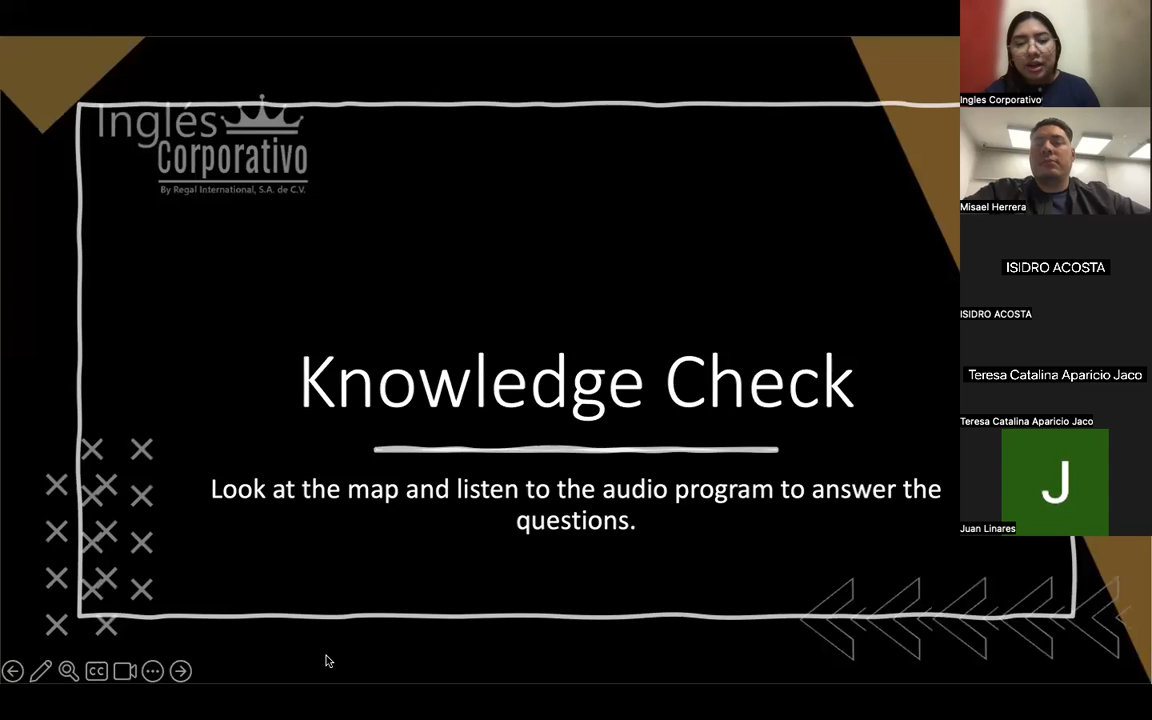 Inglés
Corporativo
By Regal International, S.A. de C.V.
Knowledge Check
Look at the map and listen to the audio program to answer the
questions.
CC
Ingles Corporativo
Misael Herrera
ISIDRO ACOSTA
ISIDRO ACOSTA
Teresa Catalina Aparicio Jaco
Teresa Catalina Aparicio Jaco
J
Juan Linares